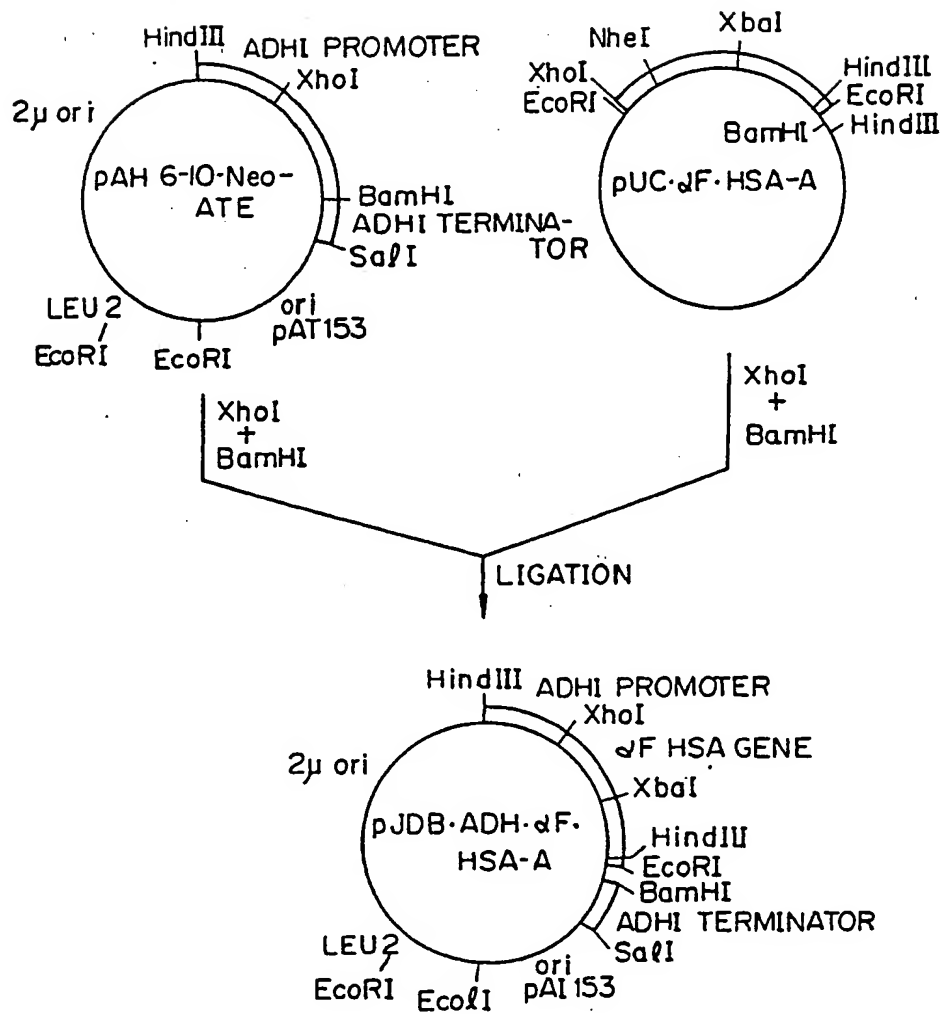 HindIII
ADHI PROMOTER
XhoI
2μ ori
pAH 6-10-Neo-
ATE
BamHI
ADHI TERMINA-
TOR
SalI
LEU2
EcoRI
EcoRI
ori
pAT153
XbaI
NheI
XhoI
EcoRI
HindIII
EcoRI
BamHI
HindIII
pUC·αF·HSA-A
XhoI
+
BamHI
XhoI
+
BamHI
LIGATION
HindIII
ADHI PROMOTER
XhoI
αF HSA GENE
2μ ori
XbaI
pJDB·ADH·αF·
HSA-A
HindIII
EcoRI
BamHI
ADHI TERMINATOR
SalI
LEU2
EcoRI
EcolI
ori
pAI153